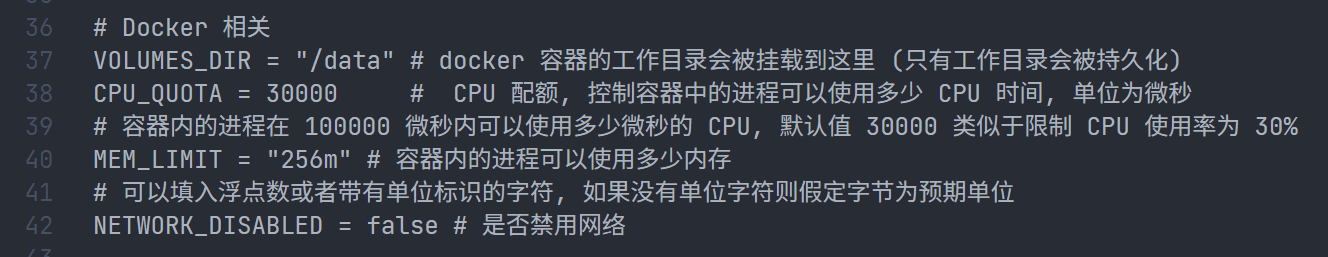 36 # Docker 相关
37 VOLUMES_DIR = "/data" # docker 容器的工作目录会被挂载到这里 (只有工作目录会被持久化)
38 CPU_QUOTA = 30000     #  CPU 配额, 控制容器中的进程可以使用多少 CPU 时间, 单位为微秒
39 # 容器内的进程在 100000 微秒内可以使用多少微秒的 CPU, 默认值 30000 类似于限制 CPU 使用率为 30%
40 MEM_LIMIT = "256m" # 容器内的进程可以使用多少内存
41 # 可以填入浮点数或者带有单位标识的字符, 如果没有单位字符则假定字节为预期单位
42 NETWORK_DISABLED = false # 是否禁用网络